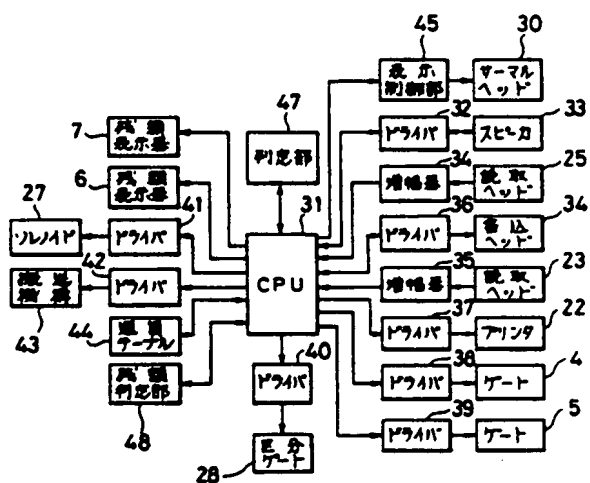 45
30
表示
制御部
サーマル
ヘッド
47
32
33
7
残額
表示器
判定部
ドライバ
スピーカ
34
25
6
残額
表示器
31
増幅器
読取
ヘッド
27
41
36
34
ソレノイド
ドライバ
ドライバ
書込
ヘッド
42
CPU
35
23
搬送
機構
ドライバ
増幅器
読取
ヘッド
43
37
22
44
運賃
テーブル
ドライバ
プリンタ
40
38
4
残額
判定部
ドライバ
ドライバ
ゲート
48
39
5
区分
ゲート
ドライバ
ゲート
28